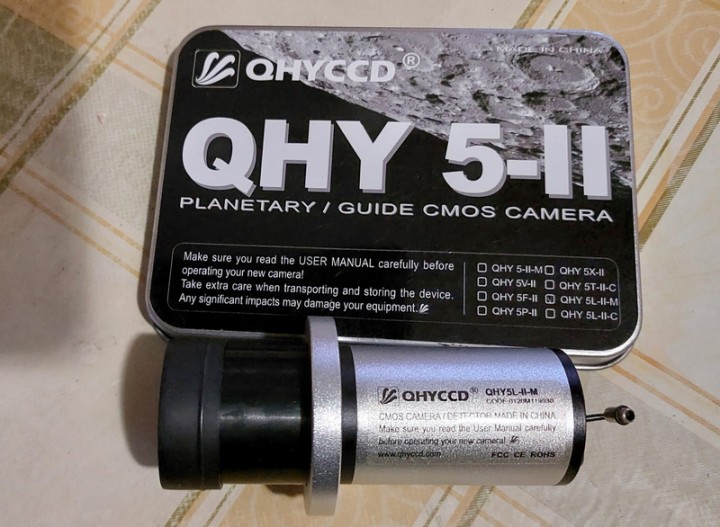 MADE IN CHINA
QHYCCD®
QHY 5-II
PLANETARY / GUIDE CMOS CAMERA
Make sure you read the USER MANUAL carefully before
operating your new camera!
Take extra care when transporting and storing the device.
Any significant impacts may damage your equipment.
QHY 5-II-M QHY 5X-II
QHY 5V-II QHY 5T-II-C
QHY 5F-II QHY 5L-II-M
QHY 5P-II QHY 5L-II-C
QHYCCD® QHY5L-II-M
CODE:
CMOS CAMERA / DETECTOR MADE IN CHINA
Make sure you read the User Manual carefully
before operating your new camera!
www.qhyccd.com FCC CE ROHS